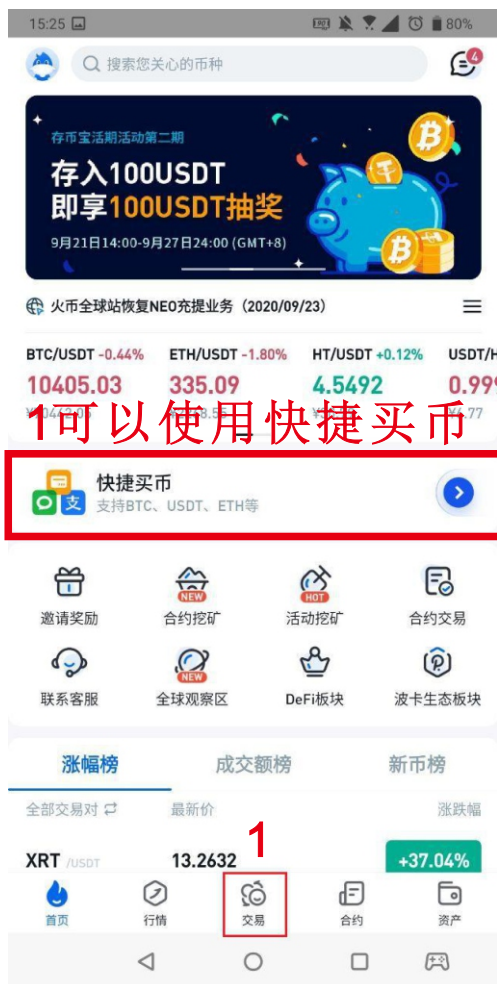 15:25
80%
搜索您关心的币种
4
存币宝活期活动第二期
存入100USDT
即享100USDT抽奖
9月21日14:00-9月27日24:00 (GMT+8)
火币全球站恢复NEO充提业务（2020/09/23）
BTC/USDT -0.44% ETH/USDT -1.80% HT/USDT +0.12% USDT/H
10405.03 335.09 4.5492 0.999
1可以使用快捷买币
快捷买币
支持BTC、USDT、ETH等
邀请奖励 NEW 合约挖矿 HOT 活动挖矿 合约交易
联系客服 NEW 全球观察区 DeFi板块 波卡生态板块
涨幅榜 成交额榜 新币榜
全部交易对 最新价 涨跌幅
1
XRT /USDT 13.2632 +37.04%
首页 行情 交易 合约 资产